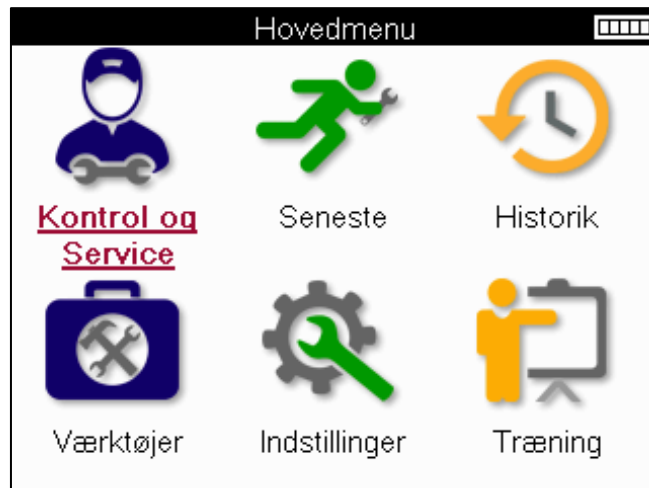 Hovedmenu
Kontrol og
Service
Seneste
Historik
Værktøjer
Indstillinger
Træning